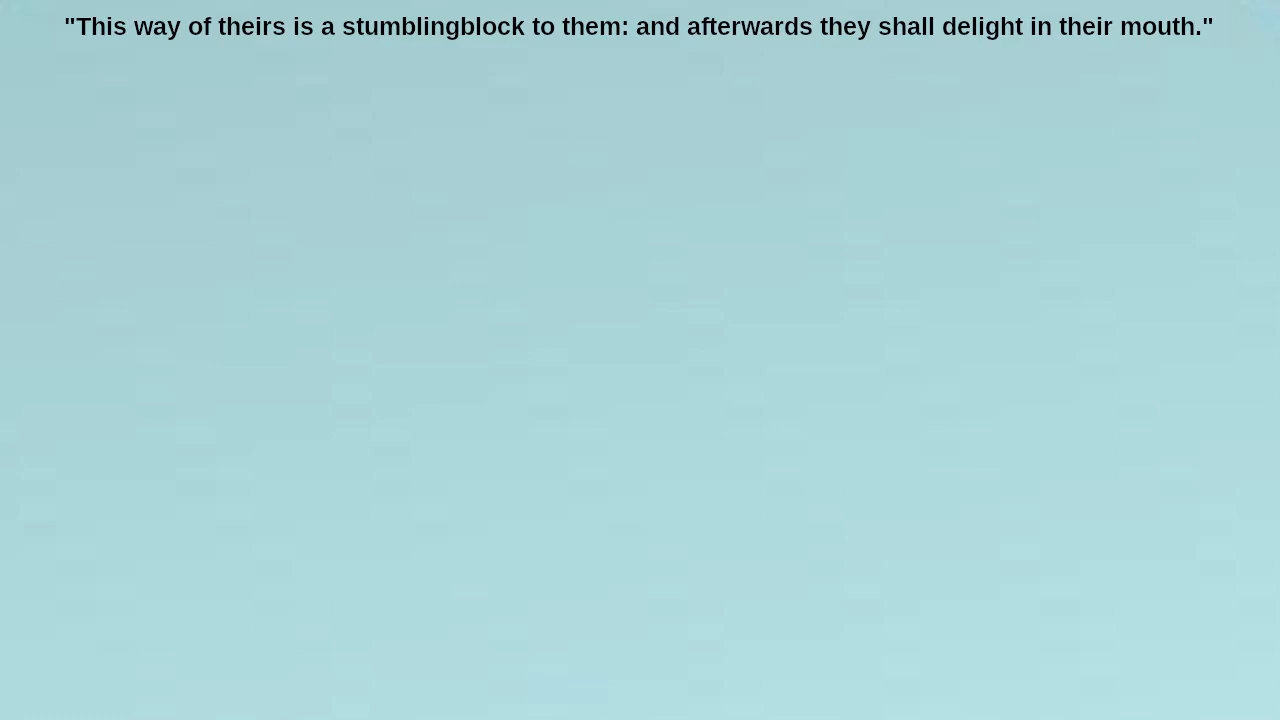 "This way of theirs is a stumblingblock to them: and afterwards they shall delight in their mouth."